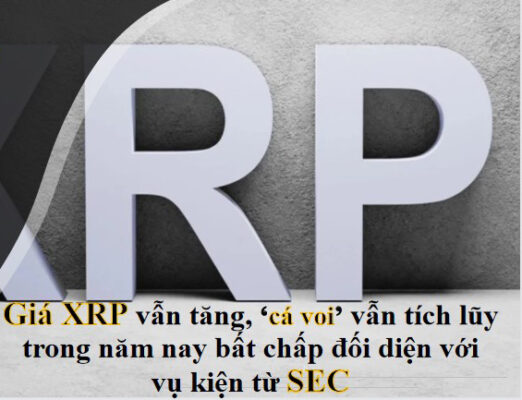 XRP
Giá XRP vẫn tăng, ‘cá voi’ vẫn tích lũy
trong năm nay bất chấp đối diện với
vụ kiện từ SEC